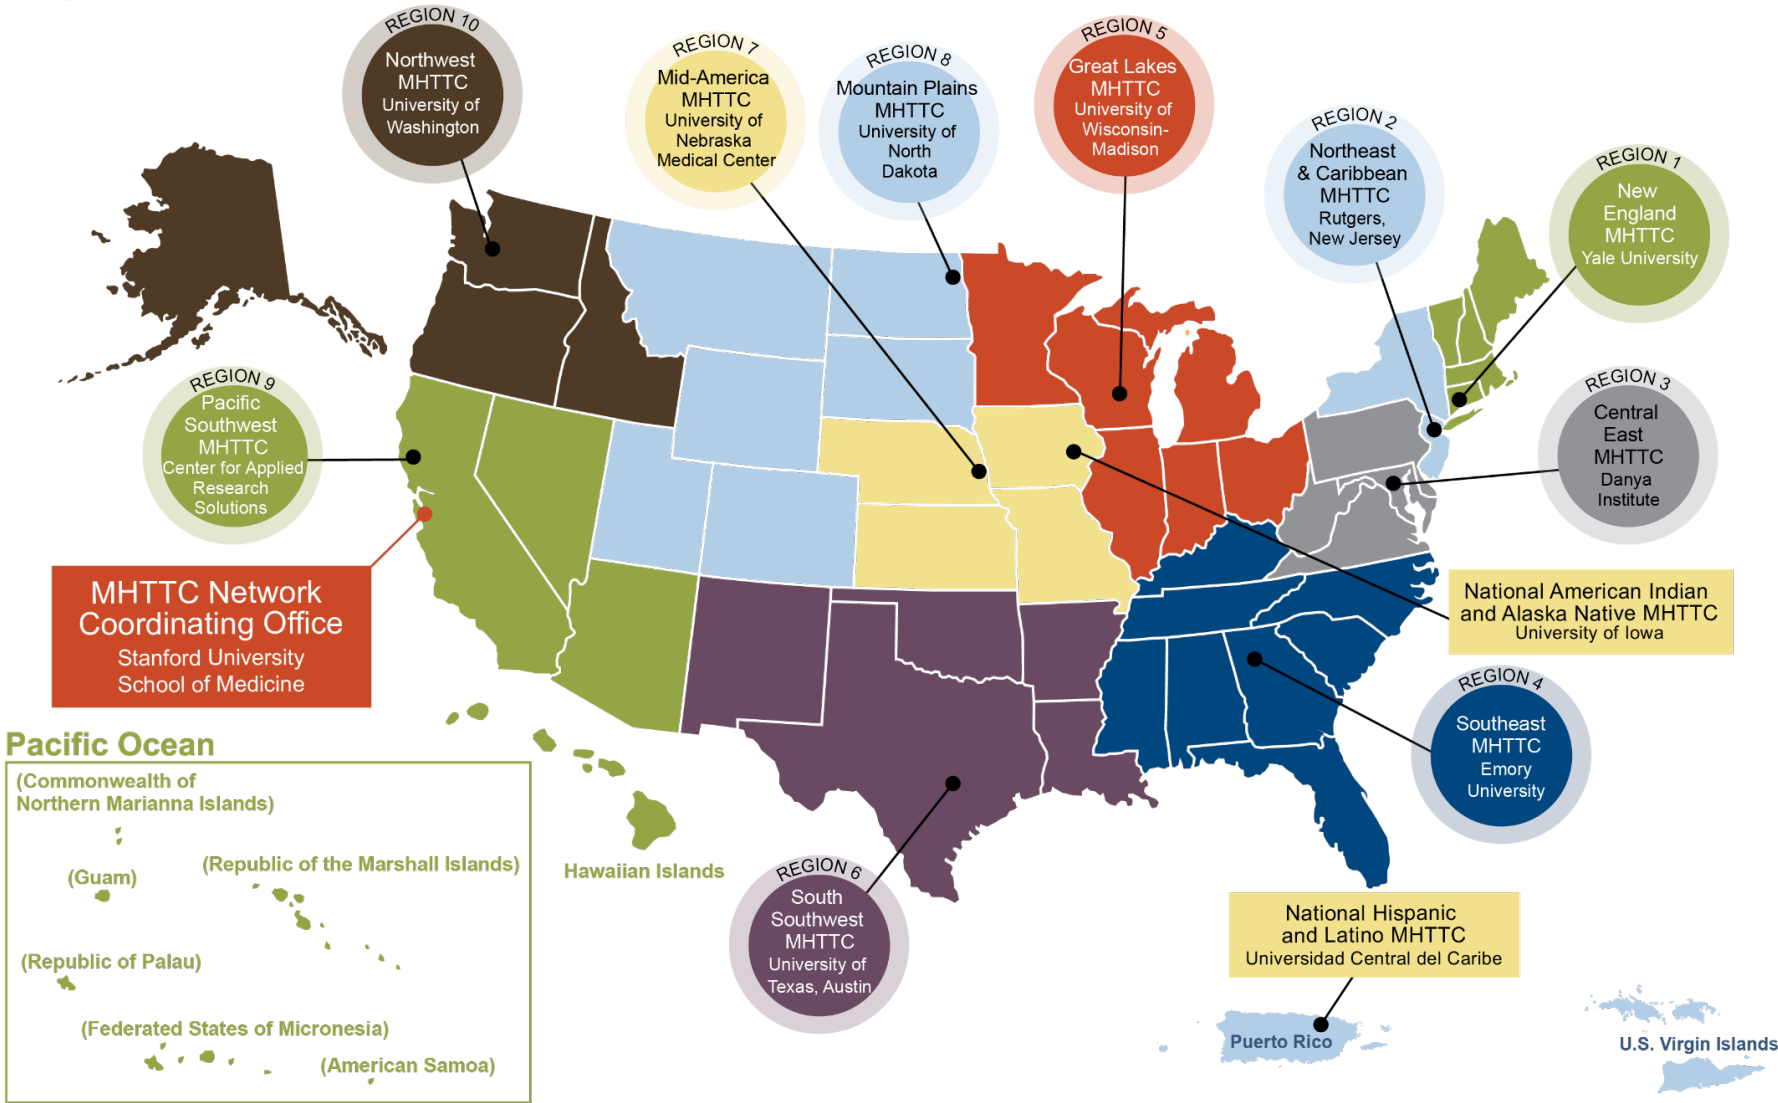 REGION 10
Northwest
MHTTC
University of
Washington
REGION 7
Mid-America
MHTTC
University of
Nebraska
Medical Center
REGION 8
Mountain Plains
MHTTC
University of
North
Dakota
REGION 5
Great Lakes
MHTTC
University of
Wisconsin-
Madison
REGION 2
Northeast
& Caribbean
MHTTC
Rutgers,
New Jersey
REGION 1
New
England
MHTTC
Yale University
REGION 9
Pacific
Southwest
MHTTC
Center for Applied
Research
Solutions
REGION 3
Central
East
MHTTC
Danya
Institute
MHTTC Network
Coordinating Office
Stanford University
School of Medicine
National American Indian
and Alaska Native MHTTC
University of Iowa
REGION 4
Southeast
MHTTC
Emory
University
Pacific Ocean
(Commonwealth of
Northern Marianna Islands)
(Guam)
(Republic of the Marshall Islands)
(Republic of Palau)
(Federated States of Micronesia)
(American Samoa)
Hawaiian Islands
REGION 6
South
Southwest
MHTTC
University of
Texas, Austin
National Hispanic
and Latino MHTTC
Universidad Central del Caribe
Puerto Rico
U.S. Virgin Islands